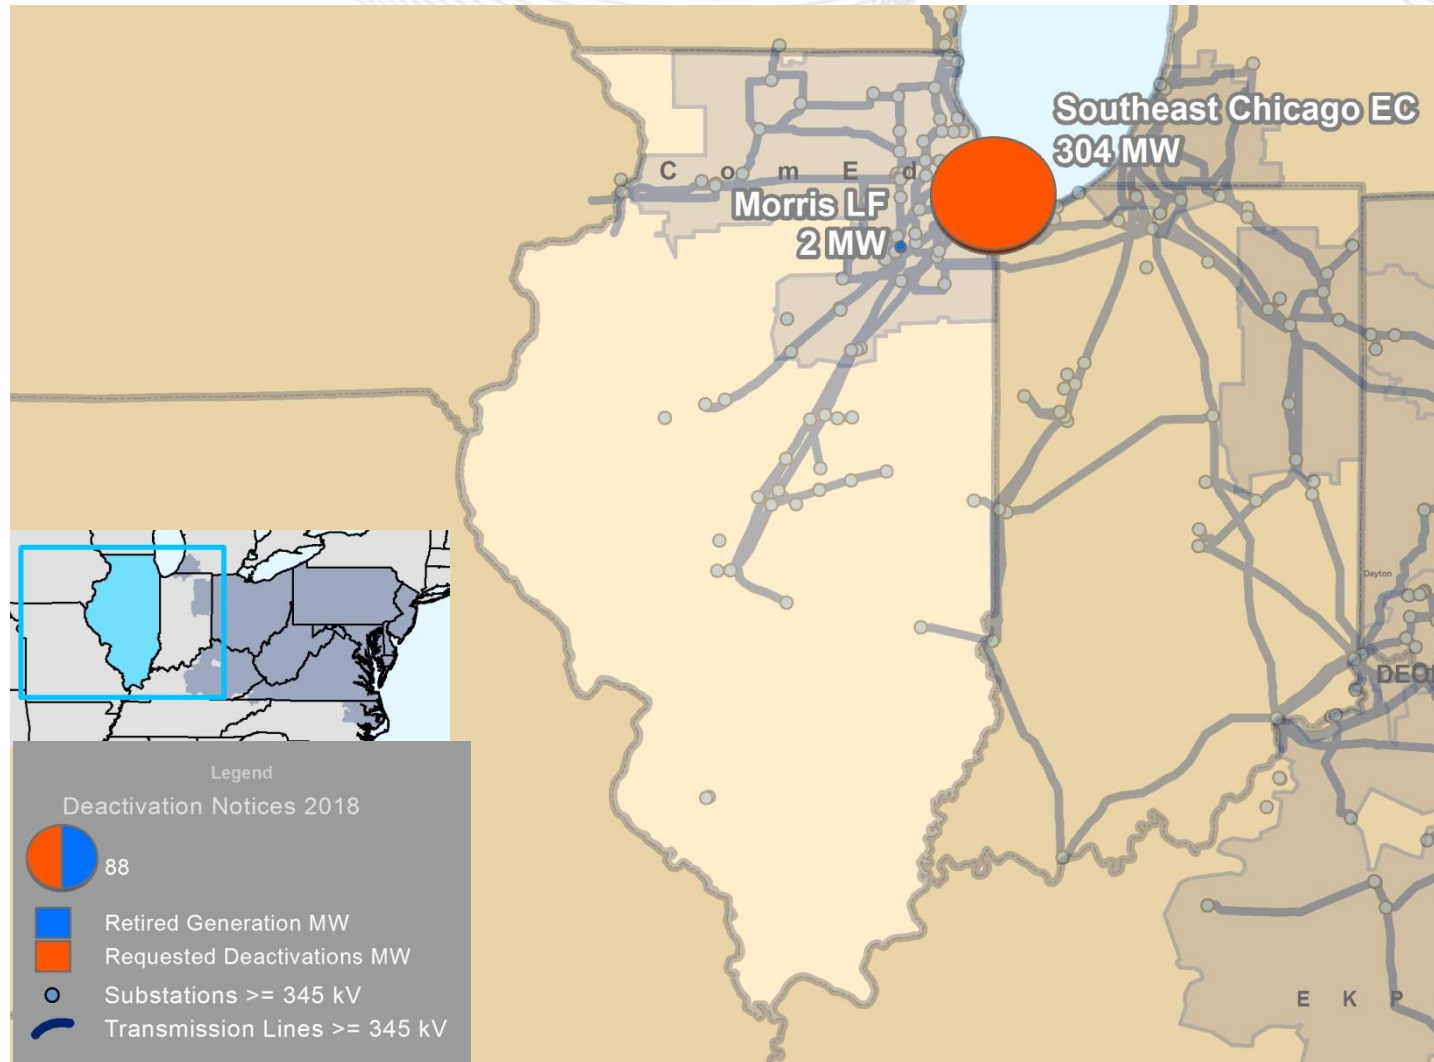 Southeast Chicago EC
304 MW
ComEd
Morris LF
2 MW
Dayton
DEO
E K P
Legend
Deactivation Notices 2018
88
Retired Generation MW
Requested Deactivations MW
Substations >= 345 kV
Transmission Lines >= 345 kV